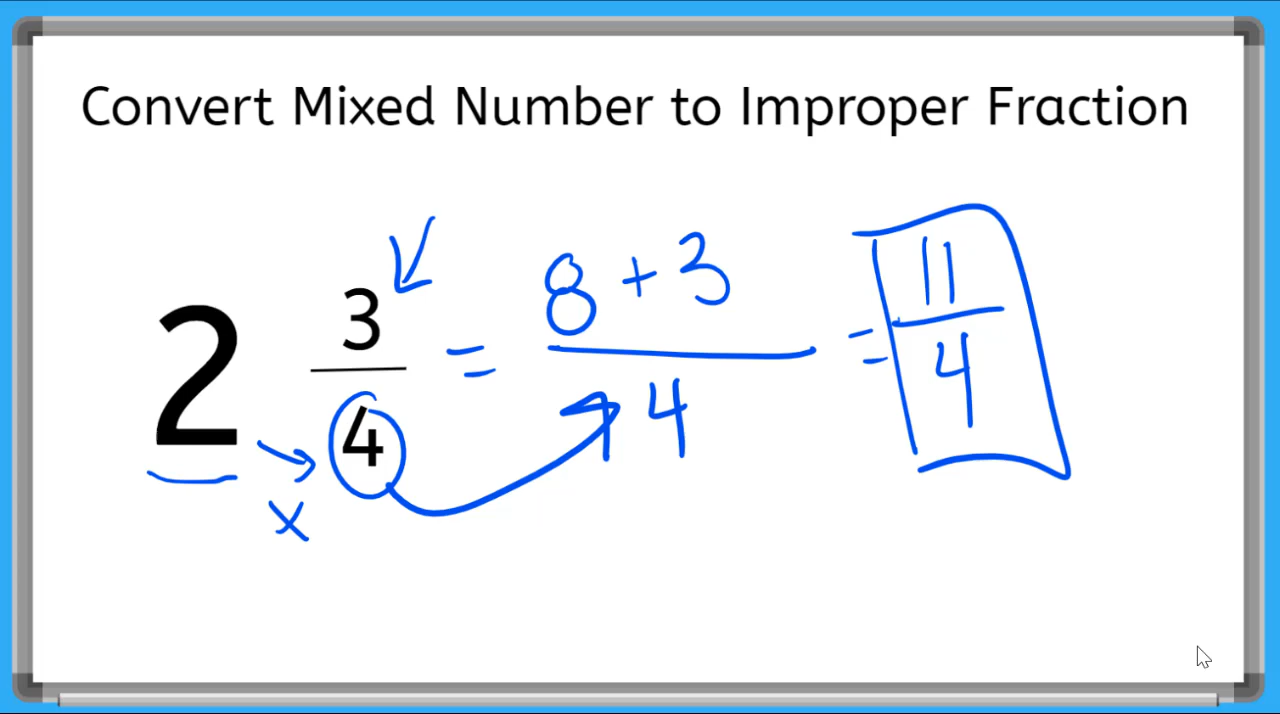 Convert Mixed Number to Improper Fraction
2 3/4 = 8 + 3/4 = 11/4
x